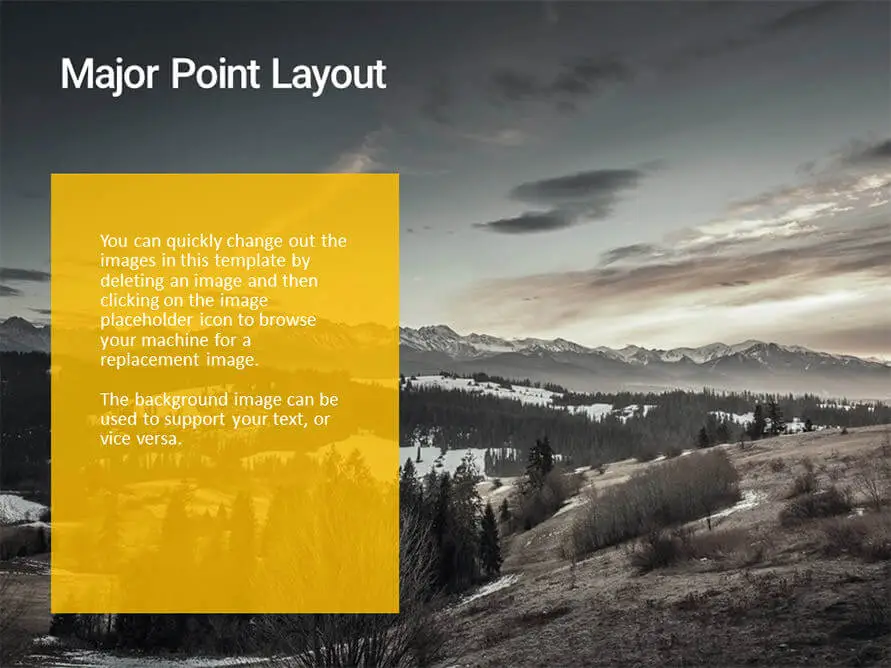 Major Point Layout
You can quickly change out the
images in this template by
deleting an image and then
clicking on the image
placeholder icon to browse
your machine for a
replacement image.
The background image can be
used to support your text, or
vice versa.